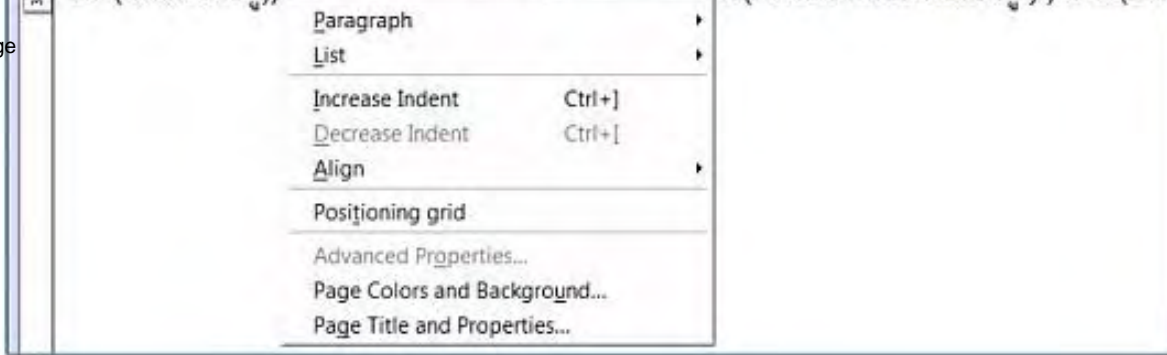 Paragraph
ge
List
Increase Indent Ctrl+]
Decrease Indent Ctrl+[
Align
Positioning grid
Advanced Properties...
Page Colors and Background...
Page Title and Properties...